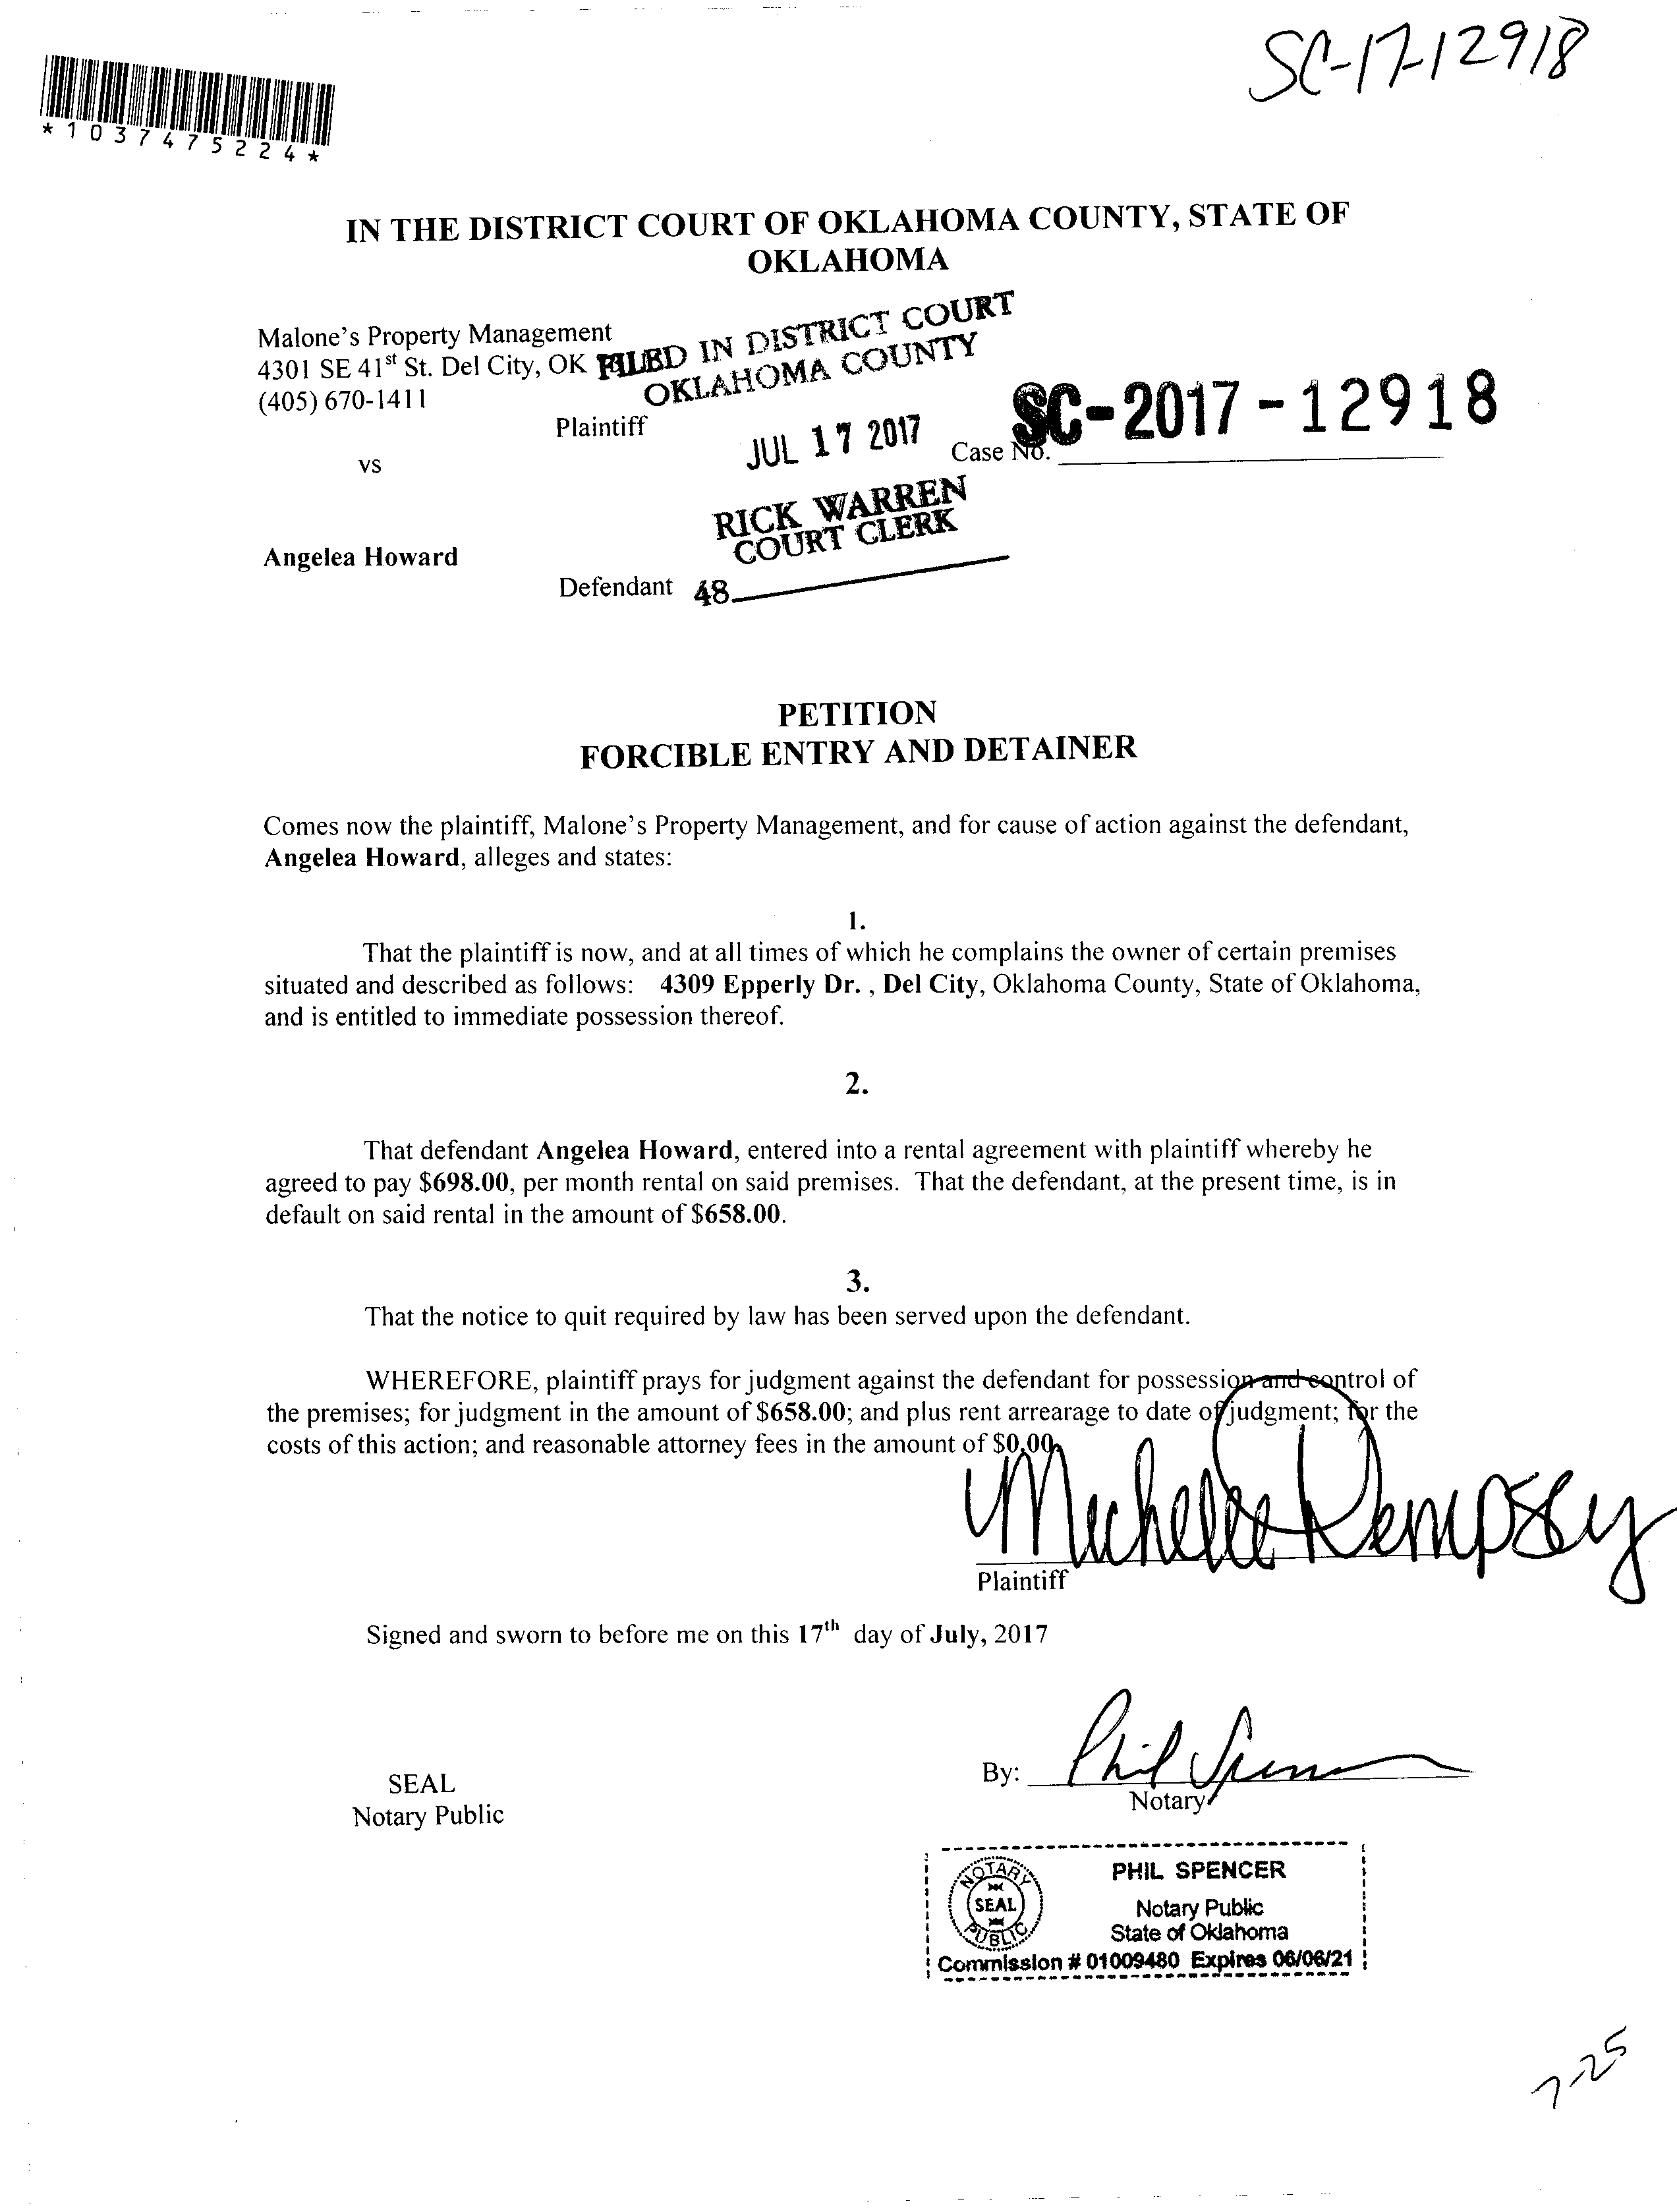 SC-17-12918
*1037475224*
IN THE DISTRICT COURT OF OKLAHOMA COUNTY, STATE OF
OKLAHOMA
Malone's Property Management
4301 SE 41st St. Del City, OK
(405) 670-1411
Plaintiff
FILED IN DISTRICT COURT
OKLAHOMA COUNTY
JUL 17 2017
RICK WARREN
COURT CLERK
48
Case No. SC-2017-12918
vs
Angelea Howard
Defendant
PETITION
FORCIBLE ENTRY AND DETAINER
Comes now the plaintiff, Malone's Property Management, and for cause of action against the defendant,
Angelea Howard, alleges and states:
1.
That the plaintiff is now, and at all times of which he complains the owner of certain premises
situated and described as follows: 4309 Epperly Dr. , Del City, Oklahoma County, State of Oklahoma,
and is entitled to immediate possession thereof.
2.
That defendant Angelea Howard, entered into a rental agreement with plaintiff whereby he
agreed to pay $698.00, per month rental on said premises. That the defendant, at the present time, is in
default on said rental in the amount of $658.00.
3.
That the notice to quit required by law has been served upon the defendant.
WHEREFORE, plaintiff prays for judgment against the defendant for possession and control of
the premises; for judgment in the amount of $658.00; and plus rent arrearage to date of judgment; for the
costs of this action; and reasonable attorney fees in the amount of $0.00.
Michelle Dempsey
Plaintiff
Signed and sworn to before me on this 17th day of July, 2017
By: Phil Spencer
Notary
SEAL
Notary Public
NOTARY
SEAL
PUBLIC
PHIL SPENCER
Notary Public
State of Oklahoma
Commission # 01009480 Expires 06/06/21
7-25